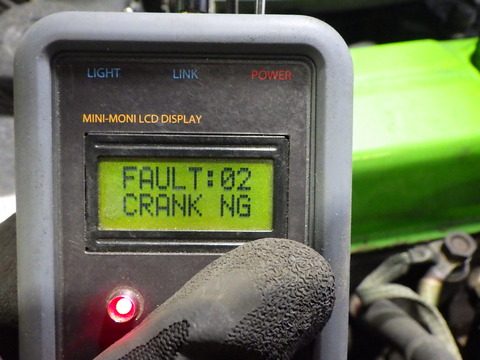 LIGHT LINK POWER
MINI-MONI LCD DISPLAY
FAULT:02
CRANK NG